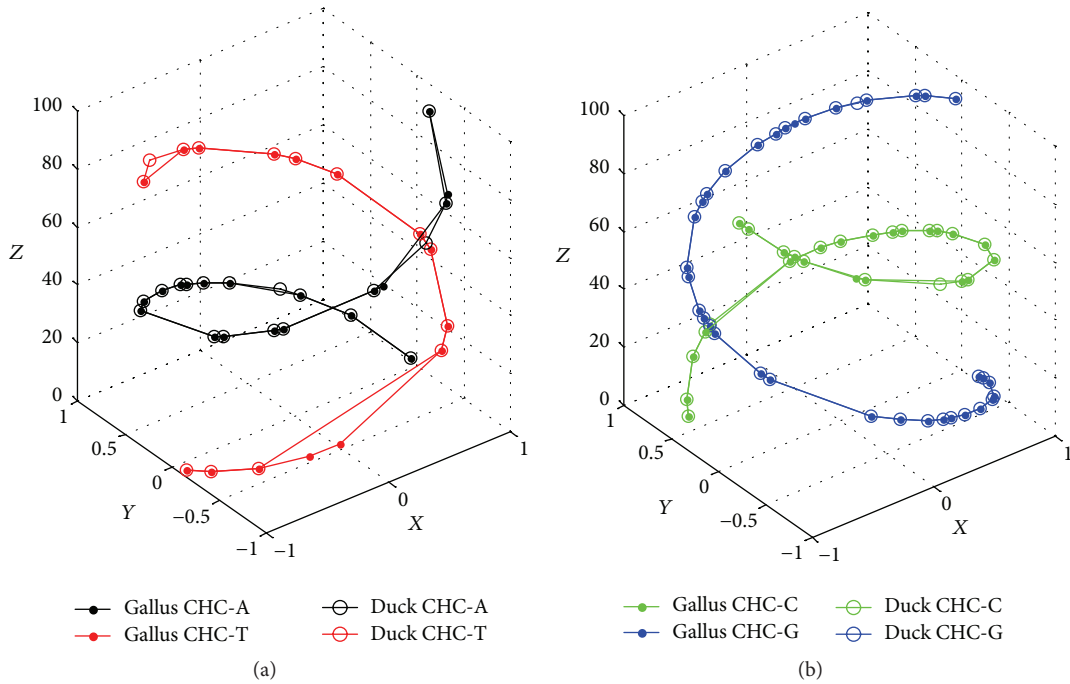 100
80
60
40
20
0
Z
1
0.5
0
−0.5
−1
Y
−1
0
1
X
Gallus CHC-A
Duck CHC-A
Gallus CHC-T
Duck CHC-T
(a)
100
80
60
40
20
0
Z
1
0.5
0
−0.5
−1
Y
−1
0
1
X
Gallus CHC-C
Duck CHC-C
Gallus CHC-G
Duck CHC-G
(b)